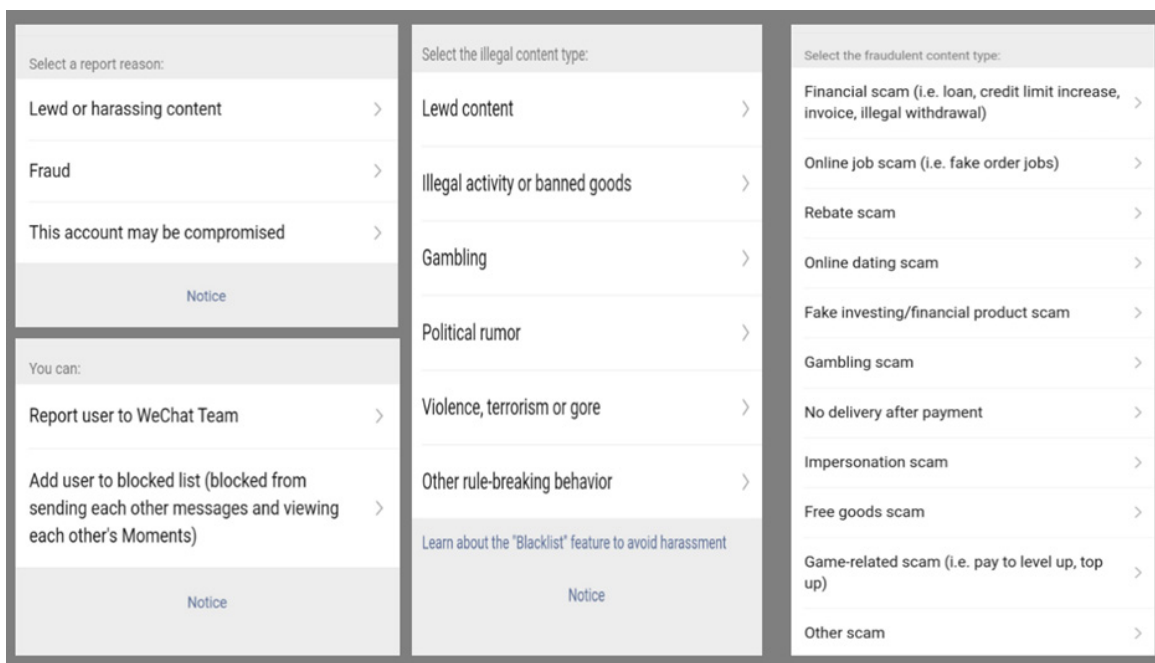 Select a report reason:
Lewd or harassing content
Fraud
This account may be compromised
Notice
You can:
Report user to WeChat Team
Add user to blocked list (blocked from
sending each other messages and viewing
each other's Moments)
Notice
Select the illegal content type:
Lewd content
Illegal activity or banned goods
Gambling
Political rumor
Violence, terrorism or gore
Other rule-breaking behavior
Learn about the "Blacklist" feature to avoid harassment
Notice
Select the fraudulent content type:
Financial scam (i.e. loan, credit limit increase,
invoice, illegal withdrawal)
Online job scam (i.e. fake order jobs)
Rebate scam
Online dating scam
Fake investing/financial product scam
Gambling scam
No delivery after payment
Impersonation scam
Free goods scam
Game-related scam (i.e. pay to level up, top
up)
Other scam